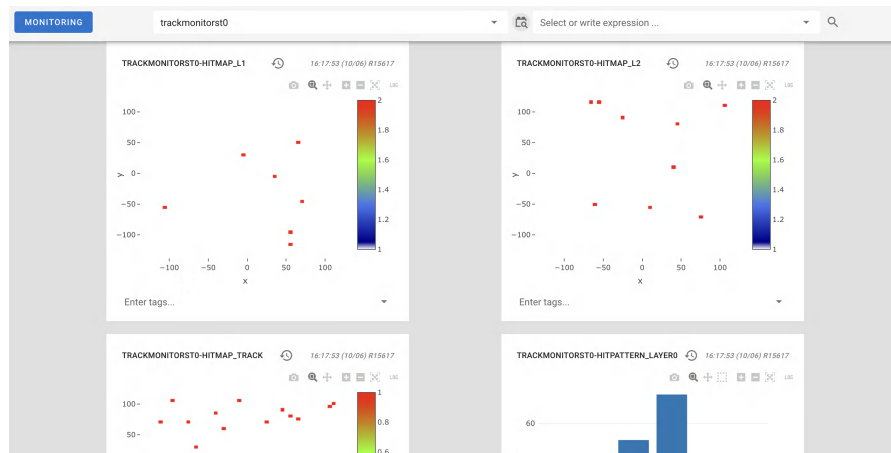 MONITORING
trackmonitorst0
Select or write expression ...
TRACKMONITORST0-HITMAP_L1
16:17:53 (10/06) R15617
LOG
100
50
0
−50
−100
y
−100 −50 0 50 100
x
2
1.8
1.6
1.4
1.2
1
Enter tags...
TRACKMONITORST0-HITMAP_L2
16:17:53 (10/06) R15617
LOG
100
50
0
−50
−100
y
−100 −50 0 50 100
x
2
1.8
1.6
1.4
1.2
1
Enter tags...
TRACKMONITORST0-HITMAP_TRACK
16:17:53 (10/06) R15617
LOG
100
50
1
0.8
0.6
TRACKMONITORST0-HITPATTERN_LAYER0
16:17:53 (10/06) R15617
LOG
60